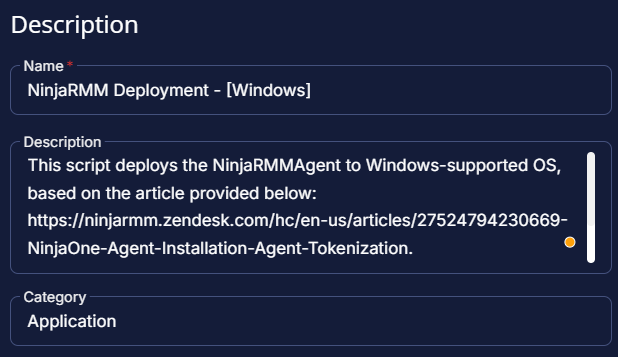 Description
Name *
NinjaRMM Deployment - [Windows]
Description
This script deploys the NinjaRMMAgent to Windows-supported OS,
based on the article provided below:
https://ninjarmm.zendesk.com/hc/en-us/articles/27524794230669-
NinjaOne-Agent-Installation-Agent-Tokenization.
Category
Application